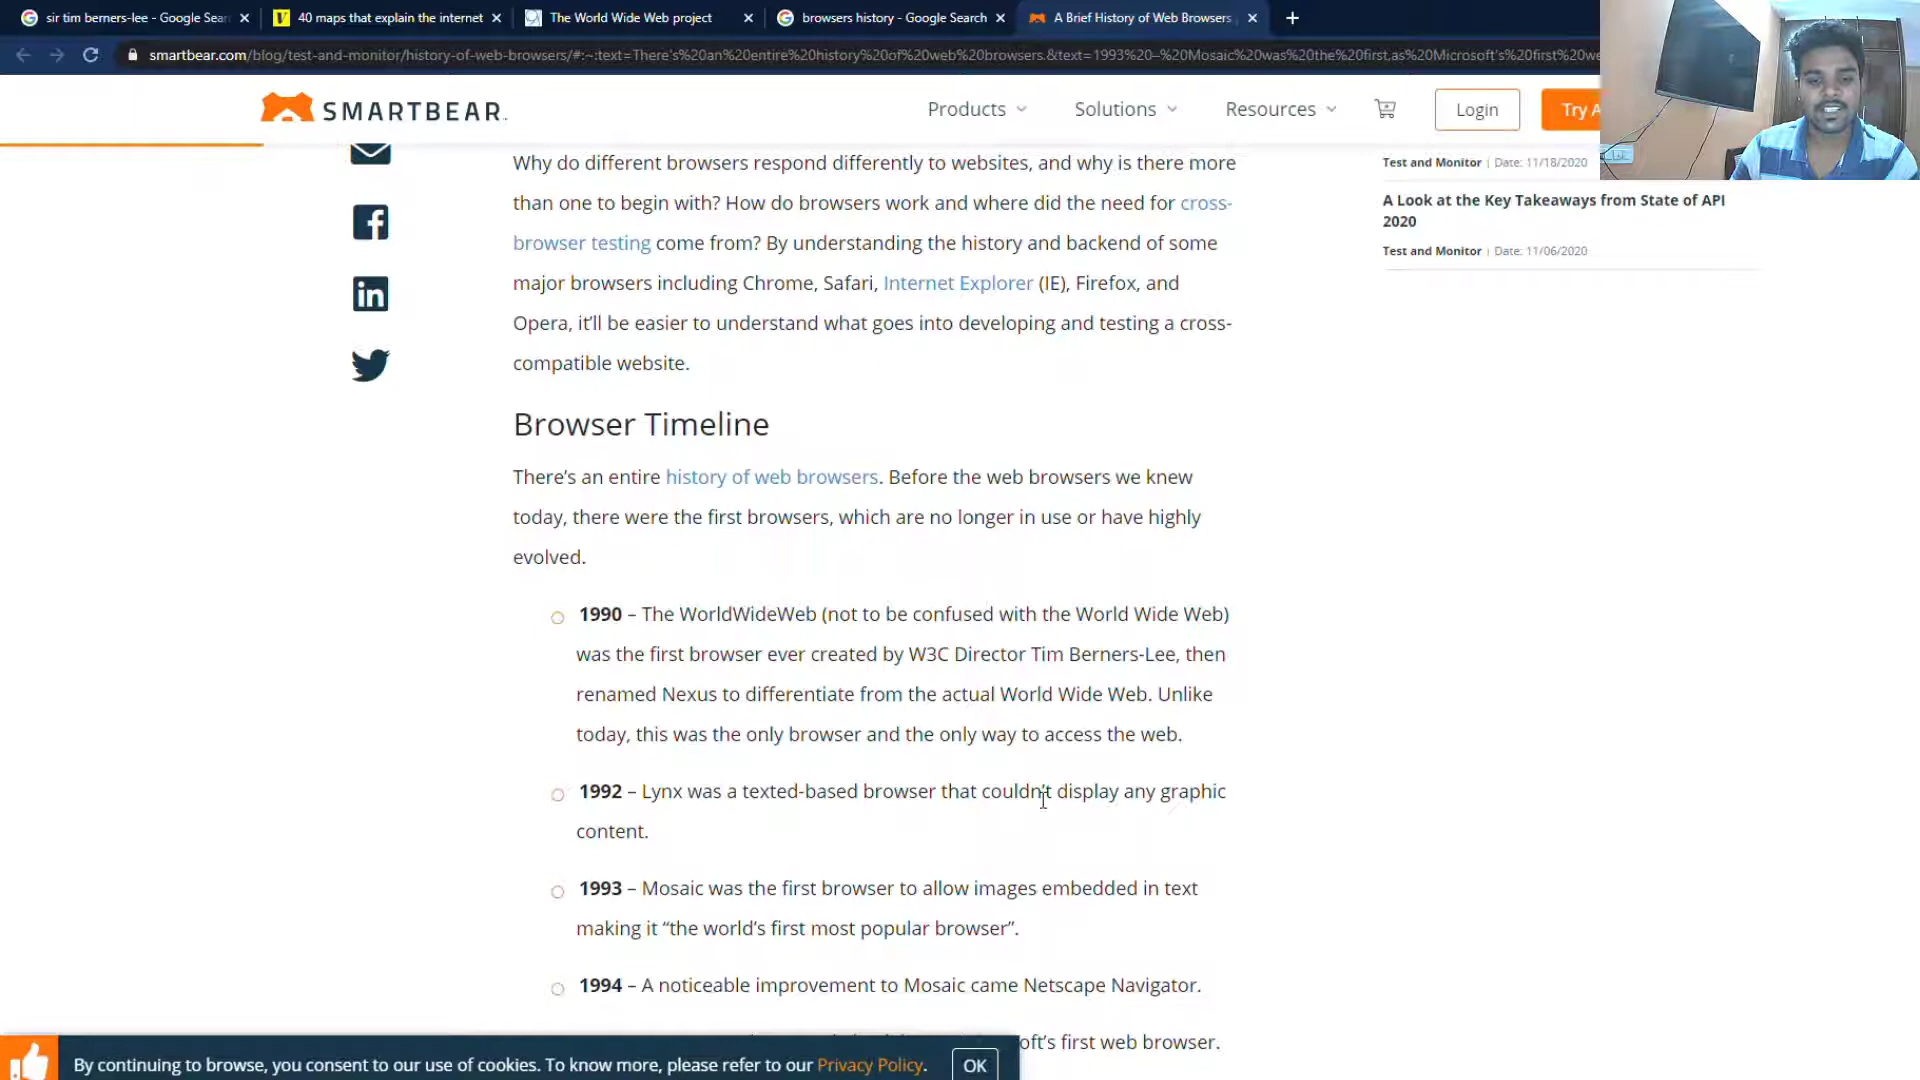 sir tim berners-lee - Google Sear
40 maps that explain the internet
The World Wide Web project
browsers history - Google Search
A Brief History of Web Browsers
smartbear.com/blog/test-and-monitor/history-of-web-browsers/#:~:text=There's%20an%20entire%20history%20of%20web%20browsers.&text=1993%20–%20Mosaic%20was%20the%20first,as%20Microsoft's%20first%20we
SMARTBEAR
Products
Solutions
Resources
Login
Try A
Why do different browsers respond differently to websites, and why is there more
than one to begin with? How do browsers work and where did the need for cross-
browser testing come from? By understanding the history and backend of some
major browsers including Chrome, Safari, Internet Explorer (IE), Firefox, and
Opera, it'll be easier to understand what goes into developing and testing a cross-
compatible website.
Browser Timeline
There's an entire history of web browsers. Before the web browsers we knew
today, there were the first browsers, which are no longer in use or have highly
evolved.
1990 – The WorldWideWeb (not to be confused with the World Wide Web)
was the first browser ever created by W3C Director Tim Berners-Lee, then
renamed Nexus to differentiate from the actual World Wide Web. Unlike
today, this was the only browser and the only way to access the web.
1992 – Lynx was a texted-based browser that couldn't display any graphic
content.
1993 – Mosaic was the first browser to allow images embedded in text
making it “the world's first most popular browser”.
1994 – A noticeable improvement to Mosaic came Netscape Navigator.
oft's first web browser.
Test and Monitor | Date: 11/18/2020
A Look at the Key Takeaways from State of API
2020
Test and Monitor | Date: 11/06/2020
By continuing to browse, you consent to our use of cookies. To know more, please refer to our Privacy Policy.
OK